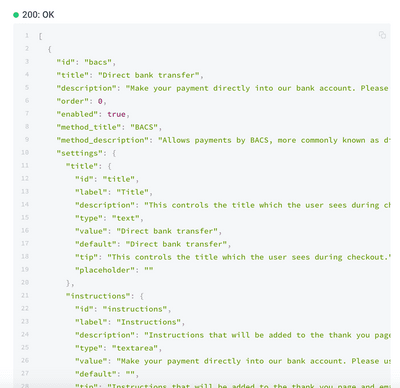 200: OK
1 [
2 {
3 "id": "bacs",
4 "title": "Direct bank transfer",
5 "description": "Make your payment directly into our bank account. Please
6 "order": 0,
7 "enabled": true,
8 "method_title": "BACS",
9 "method_description": "Allows payments by BACS, more commonly known as d
10 "settings": {
11 "title": {
12 "id": "title",
13 "label": "Title",
14 "description": "This controls the title which the user sees during ch
15 "type": "text",
16 "value": "Direct bank transfer",
17 "default": "Direct bank transfer",
18 "tip": "This controls the title which the user sees during checkout."
19 "placeholder": ""
20 },
21 "instructions": {
22 "id": "instructions",
23 "label": "Instructions",
24 "description": "Instructions that will be added to the thank you page
25 "type": "textarea",
26 "value": "Make your payment directly into our bank account. Please us
27 "default": "",
28 "tip": "Instructions that will be added to the thank you page and ema